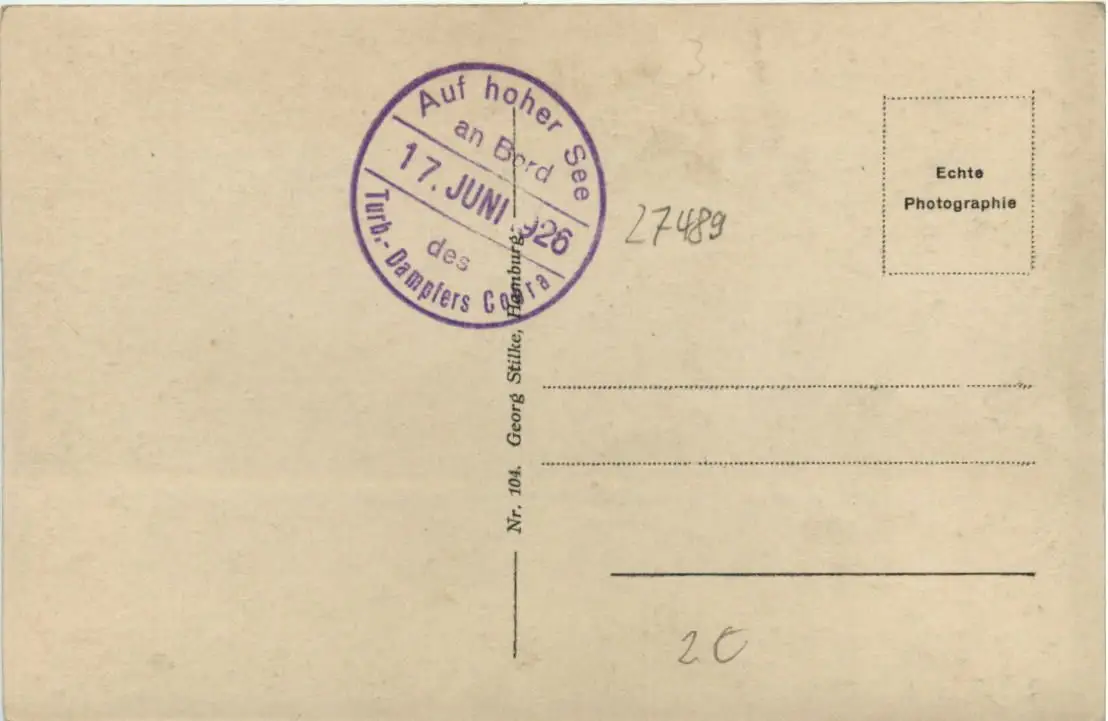 Auf hoher See
an Bord
17. JUNI 1926
des
Turb.-Dampfers Cobra
3.-
27489
Echte
Photographie
Nr. 104. Georg Stilke, Hamburg.
2